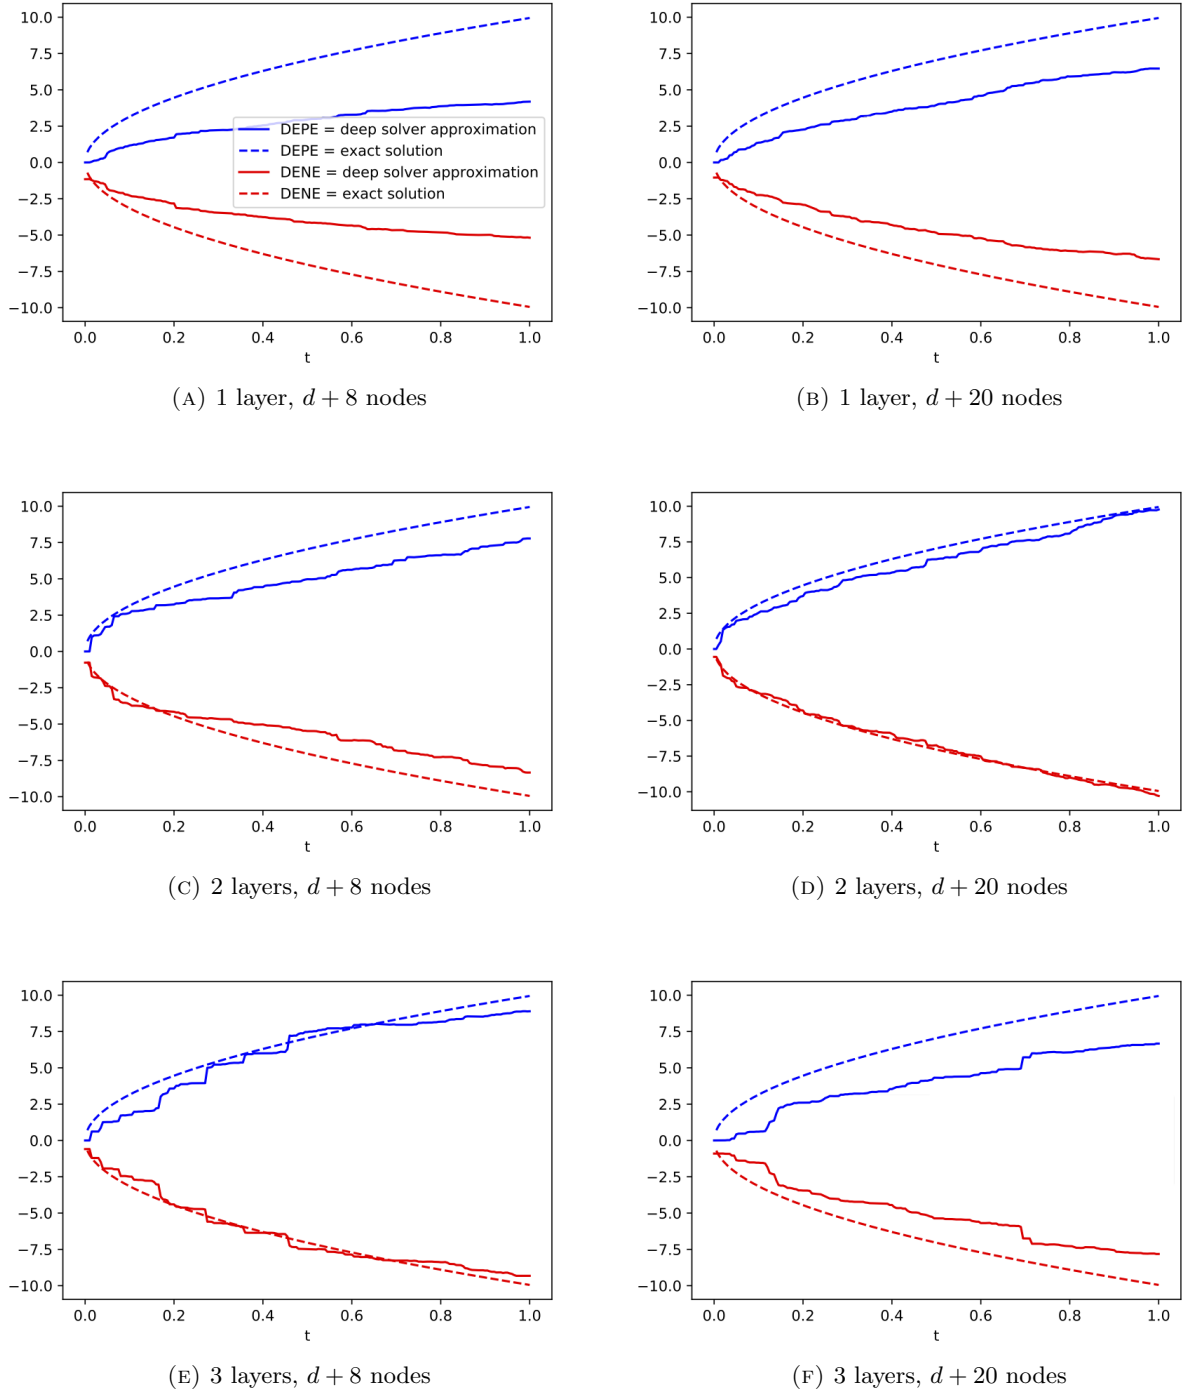 10.0
7.5
5.0
2.5
0.0
−2.5
−5.0
−7.5
−10.0
0.0 0.2 0.4 0.6 0.8 1.0
t
DEPE = deep solver approximation
DEPE = exact solution
DENE = deep solver approximation
DENE = exact solution
(A) 1 layer, d + 8 nodes
10.0
7.5
5.0
2.5
0.0
−2.5
−5.0
−7.5
−10.0
0.0 0.2 0.4 0.6 0.8 1.0
t
(B) 1 layer, d + 20 nodes
10.0
7.5
5.0
2.5
0.0
−2.5
−5.0
−7.5
−10.0
0.0 0.2 0.4 0.6 0.8 1.0
t
(C) 2 layers, d + 8 nodes
10.0
7.5
5.0
2.5
0.0
−2.5
−5.0
−7.5
−10.0
0.0 0.2 0.4 0.6 0.8 1.0
t
(D) 2 layers, d + 20 nodes
10.0
7.5
5.0
2.5
0.0
−2.5
−5.0
−7.5
−10.0
0.0 0.2 0.4 0.6 0.8 1.0
t
(E) 3 layers, d + 8 nodes
10.0
7.5
5.0
2.5
0.0
−2.5
−5.0
−7.5
−10.0
0.0 0.2 0.4 0.6 0.8 1.0
t
(F) 3 layers, d + 20 nodes